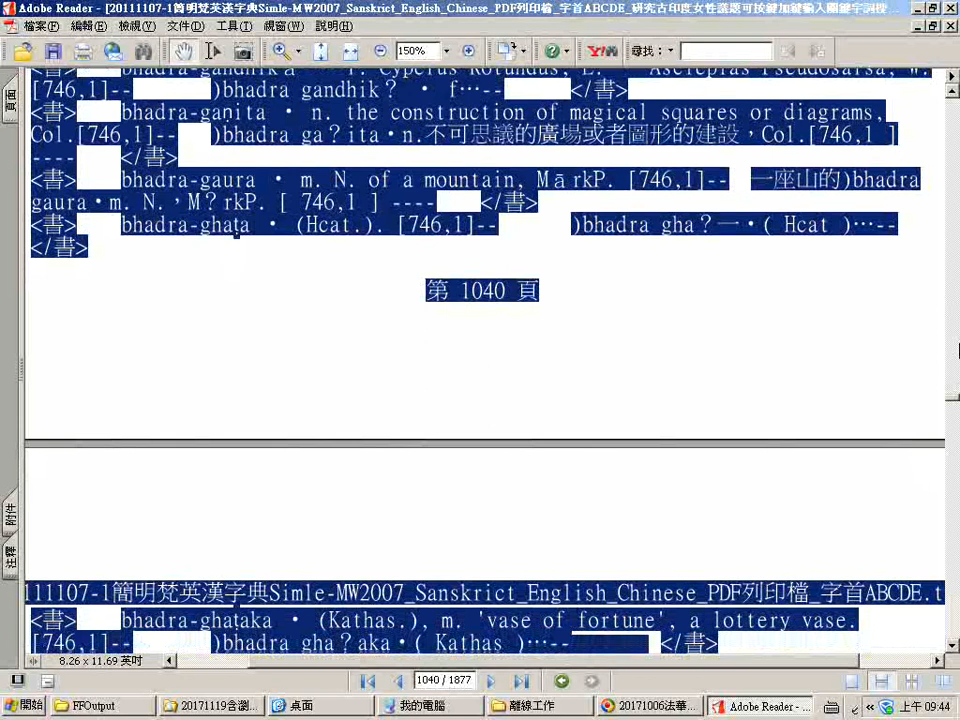 Adobe Reader - [20111107-1簡明梵英漢字典Simle-MW2007_Sanskrict_English_Chinese_PDF列印檔_字首ABCDE_研究古印度女性議題可按鍵加鍵輸入關鍵字詞搜
檔案(F) 編輯(E) 檢視(V) 文件(D) 工具(T) 視窗(W) 說明(H)
150% 尋找:
頁面
[746,1]-- )bhadra gandhik? ‧ f…-- </書>
<書> bhadra-gaṇita ‧ n. the construction of magical squares or diagrams,
Col.[746,1]-- )bhadra ga?ita‧n.不可思議的廣場或者圖形的建設,Col.[746,1 ]
---- </書>
<書> bhadra-gaura ‧ m. N. of a mountain, MārkP. [746,1]-- 一座山的)bhadra
gaura‧m. N.,M?rkP. [ 746,1 ] ---- </書>
<書> bhadra-ghaṭa ‧ (Hcat.). [746,1]-- )bhadra gha?一‧( Hcat )…--
</書>
第 1040 頁
附件
注釋
111107-1簡明梵英漢字典Simle-MW2007_Sanskrict_English_Chinese_PDF列印檔_字首ABCDE.t
<書> bhadra-ghaṭaka ‧ (Kathas.), m. 'vase of fortune', a lottery vase.
[746,1]-- )bhadra gha?aka‧( Kathas )…-- </書>
8.26 x 11.69 英吋
1040 / 1877
開始 FFOutput 20171119含瀏... 桌面 我的電腦 離線工作 20171006法華... Adobe Reader - ... 上午 09:44